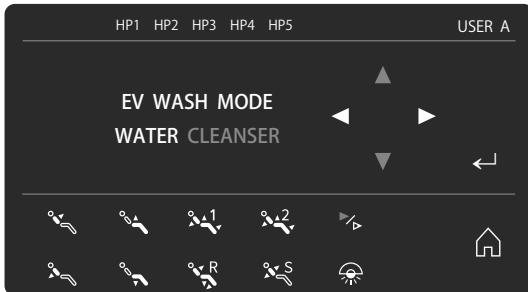 HP1 HP2 HP3 HP4 HP5 USER A
EV WASH MODE
WATER CLEANSER
1 2
R S